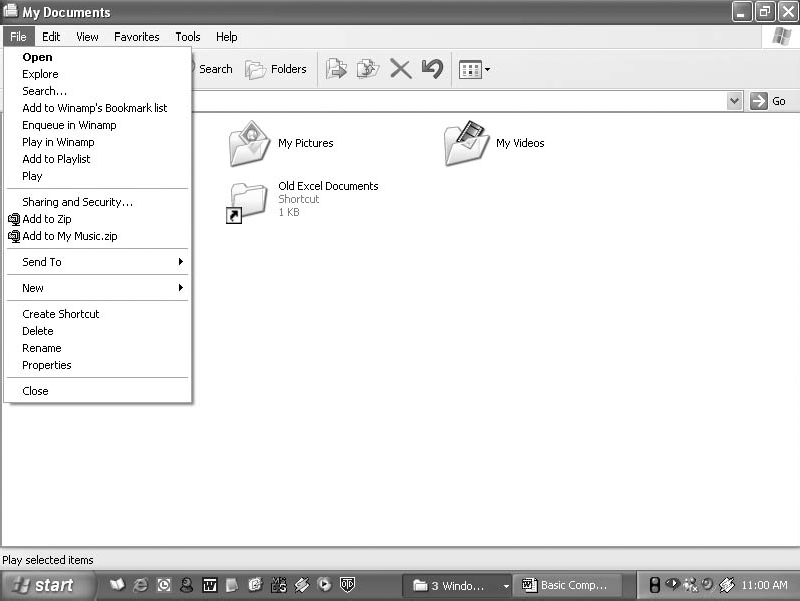 My Documents
File Edit View Favorites Tools Help
Open
Explore
Search...
Add to Winamp's Bookmark list
Enqueue in Winamp
Play in Winamp
Add to Playlist
Play
Sharing and Security...
Add to Zip
Add to My Music.zip
Send To
New
Create Shortcut
Delete
Rename
Properties
Close
Search Folders
Go
My Pictures
My Videos
Old Excel Documents
Shortcut
1 KB
Play selected items
start 3 Windo... Basic Comp... 11:00 AM